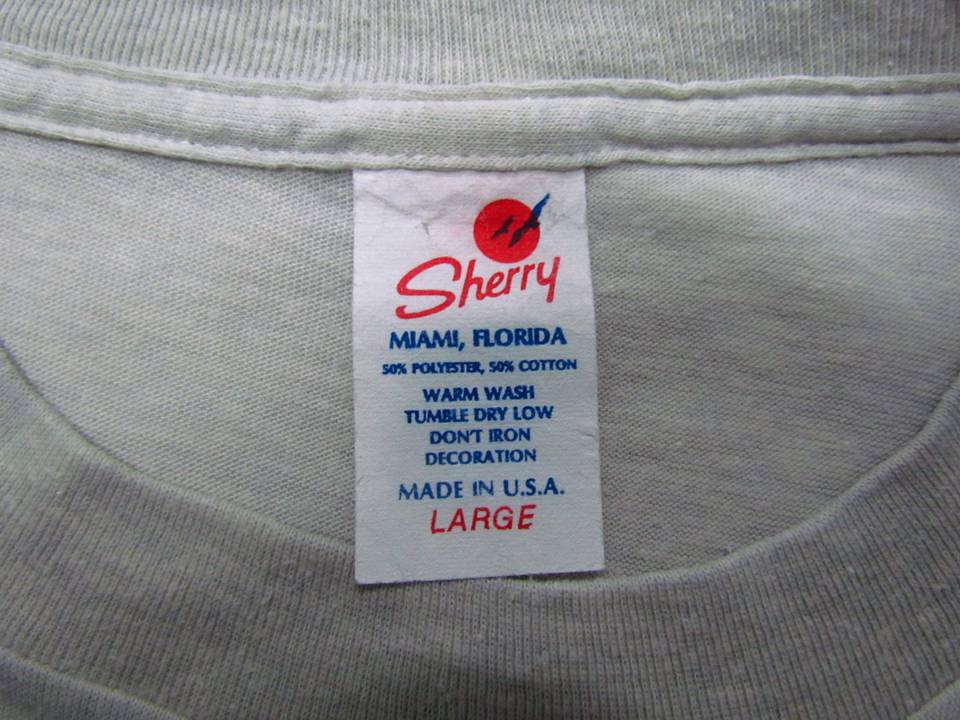 Sherry
MIAMI, FLORIDA
50% POLYESTER, 50% COTTON
WARM WASH
TUMBLE DRY LOW
DON'T IRON
DECORATION
MADE IN U.S.A.
LARGE